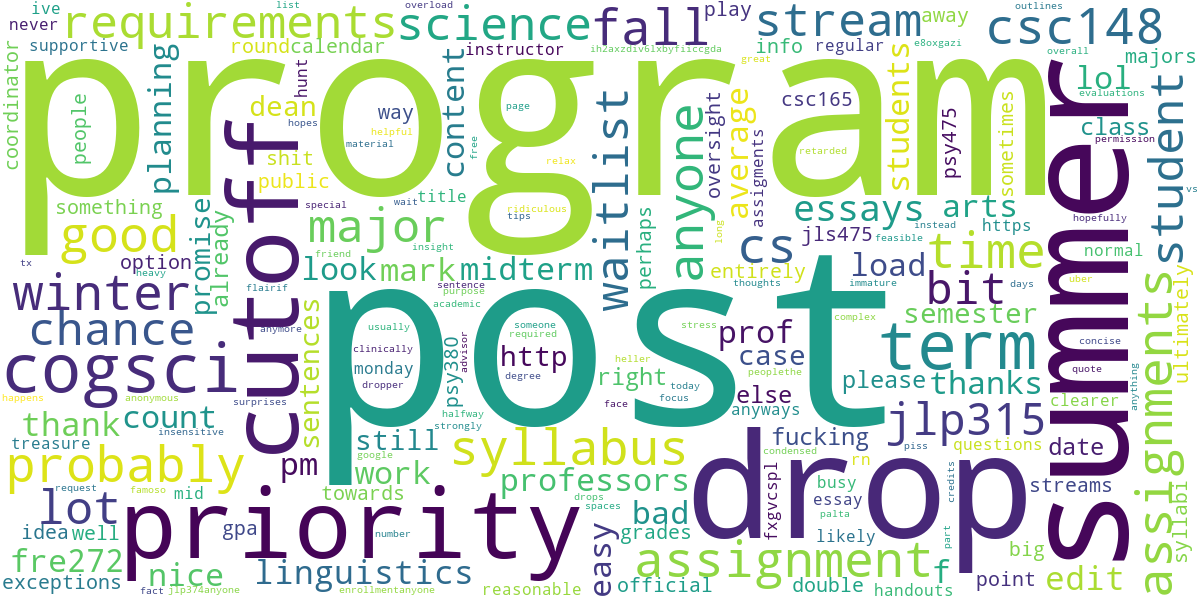 ive
list
overload
never
requirements
science
fall
play
stream
away
outlines
csc148
supportive
round
calendar
instructor
ihzaxzdiv6lxbyfiiccgda
info
regular
e8oxgazi
overall
majors
coordinator
program
planning
dean
hunt
content
great
lol
evaluations
people
hopes
way
page
csc165
students
psy475
sometimes
class
permission
student
vs
shit
material
helpful
free
waitlist
anyone
average
oversight
assigments
retarded
public
relax
something
promise
already
special
wait
title
tips
ridiculous
perhaps
essays
arts
summer
hopefully
good
cutoff
major
friend
insight
long
cs
jls475
feasible
instead
https
normal
tx
option
heavy
flairif
look
mark
midterm
entirely
thoughts
load
immature
time
days
uber
winter
sentence
purpose
academic
bit
semester
assignments
ultimately
chance
anymore
sentences
usually
post
someone
required
stress
prof
complex
term
concise
quote
cogsci
clinically
monday
dropper
psy380
advisor
http
degree
heller
right
face
today
focus
case
peoplethe
else
please
thanks
clearer
anything
happens
anonymous
insensitive
surprises
thank
count
halfway
strongly
anyways
jlp315
date
treasure
still
google
syllabus
fucking
piss
questions
probably
pm
work
professors
condensed
rn
drop
credits
streams
syllabi
request
famoso
mid
towards
drops
spaces
bad
fxgvcspl
busy
essay
palta
lot
idea
well
gpa
priority
number
easy
grades
likely
part
big
fre272
nice
linguistics
assignment
f
point
edit
exceptions
fact
jlp374anyone
enrollmentanyone
reasonable
official
double
handouts